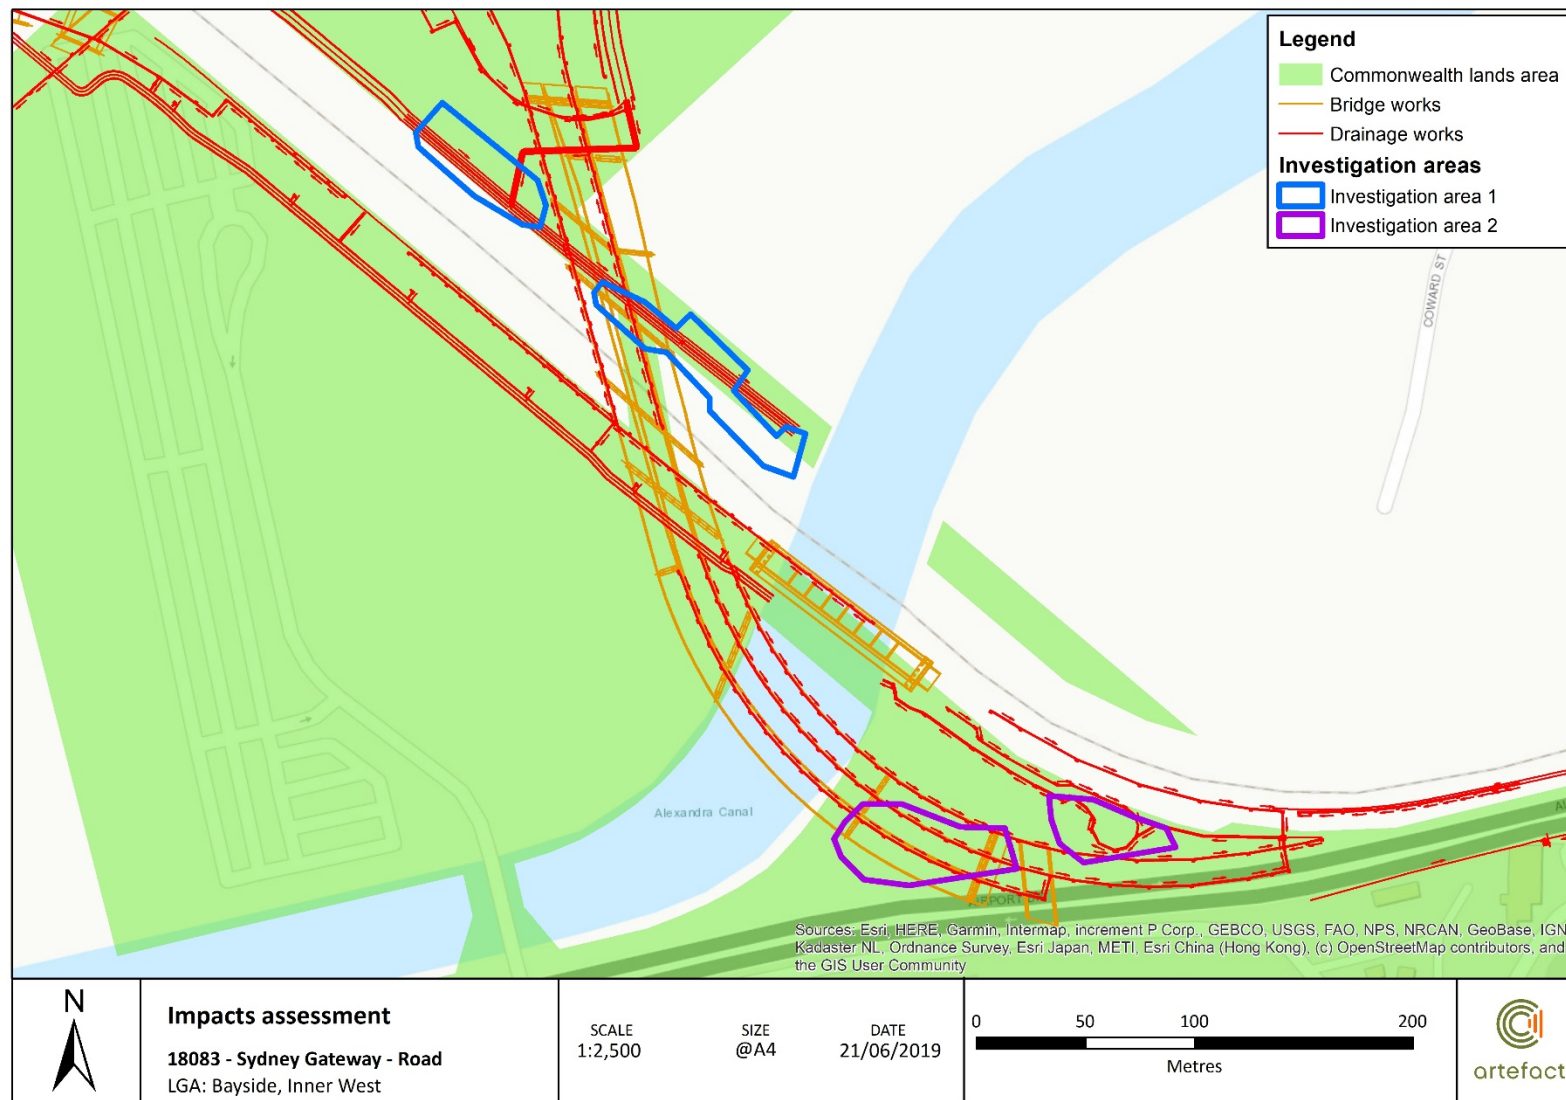 Legend
Commonwealth lands area
Bridge works
Drainage works
Investigation areas
Investigation area 1
Investigation area 2
COWARD ST
Alexandra Canal
Sources: Esri, HERE, Garmin, Intermap, increment P Corp., GEBCO, USGS, FAO, NPS, NRCAN, GeoBase, IGN
Kadaster NL, Ordnance Survey, Esri Japan, METI, Esri China (Hong Kong), (c) OpenStreetMap contributors, and
the GIS User Community
N
Impacts assessment
18083 - Sydney Gateway - Road
LGA: Bayside, Inner West
SCALE
1:2,500
SIZE
@A4
DATE
21/06/2019
0 50 100 200
Metres
artefact